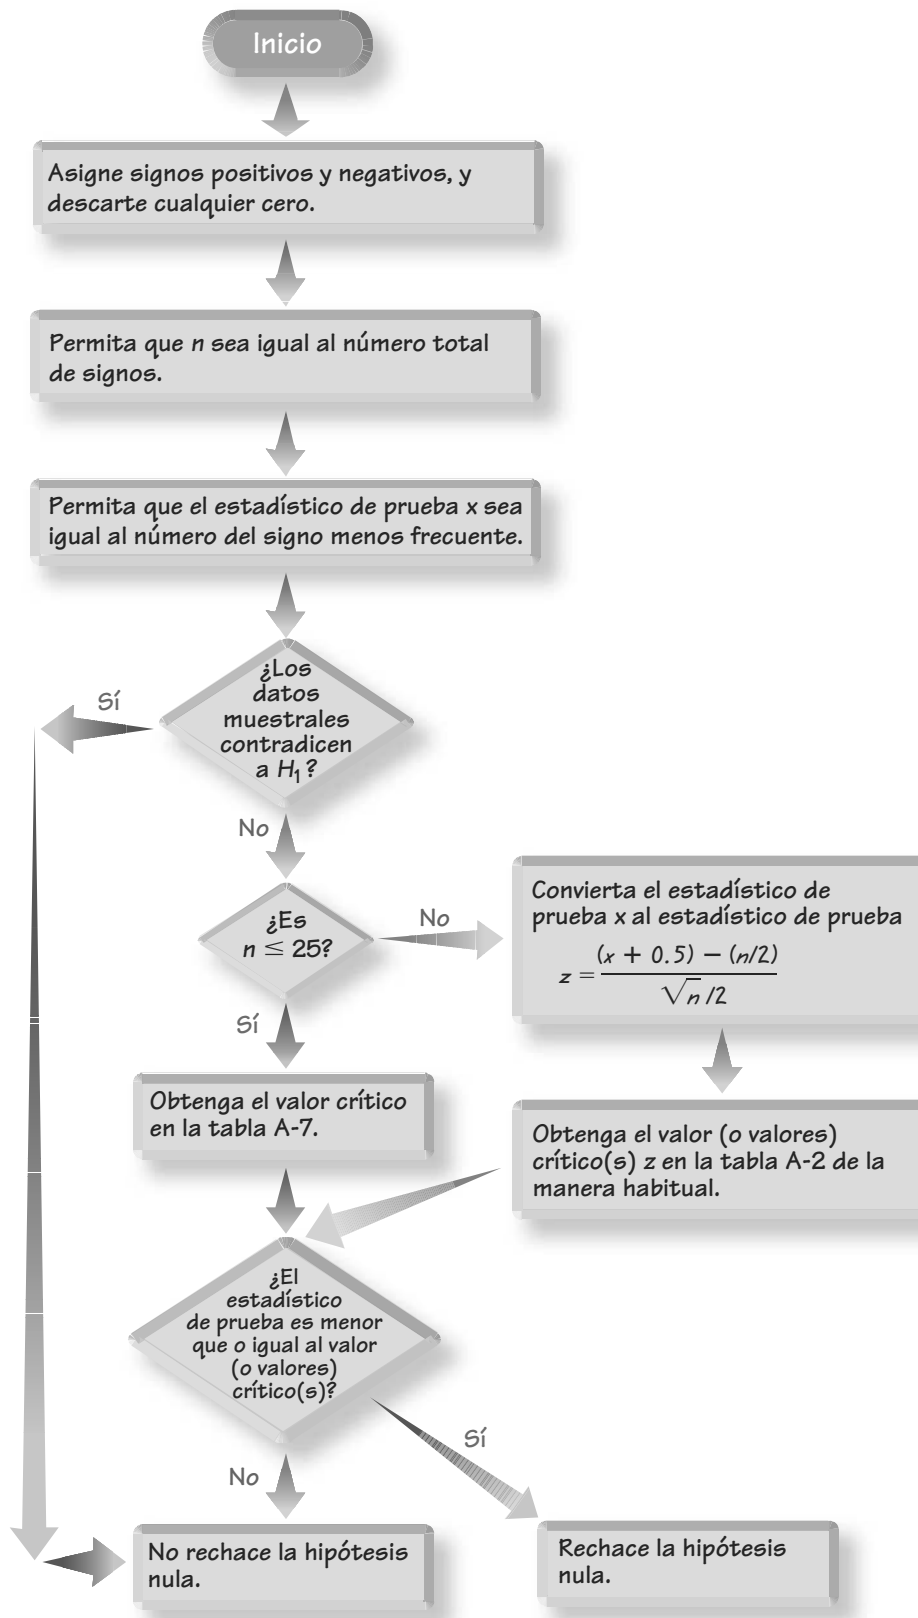 Inicio
Asigne signos positivos y negativos, y
descarte cualquier cero.
Permita que n sea igual al número total
de signos.
Permita que el estadístico de prueba x sea
igual al número del signo menos frecuente.
¿Los
datos
muestrales
contradicen
a H₁?
Sí
No
¿Es
n ≤ 25?
No
Convierta el estadístico de
prueba x al estadístico de prueba
z = (x + 0.5) − (n/2) / √n /2
Sí
Obtenga el valor crítico
en la tabla A-7.
Obtenga el valor (o valores)
crítico(s) z en la tabla A-2 de la
manera habitual.
¿El
estadístico
de prueba es menor
que o igual al valor
(o valores)
crítico(s)?
Sí
No
No rechace la hipótesis
nula.
Rechace la hipótesis
nula.